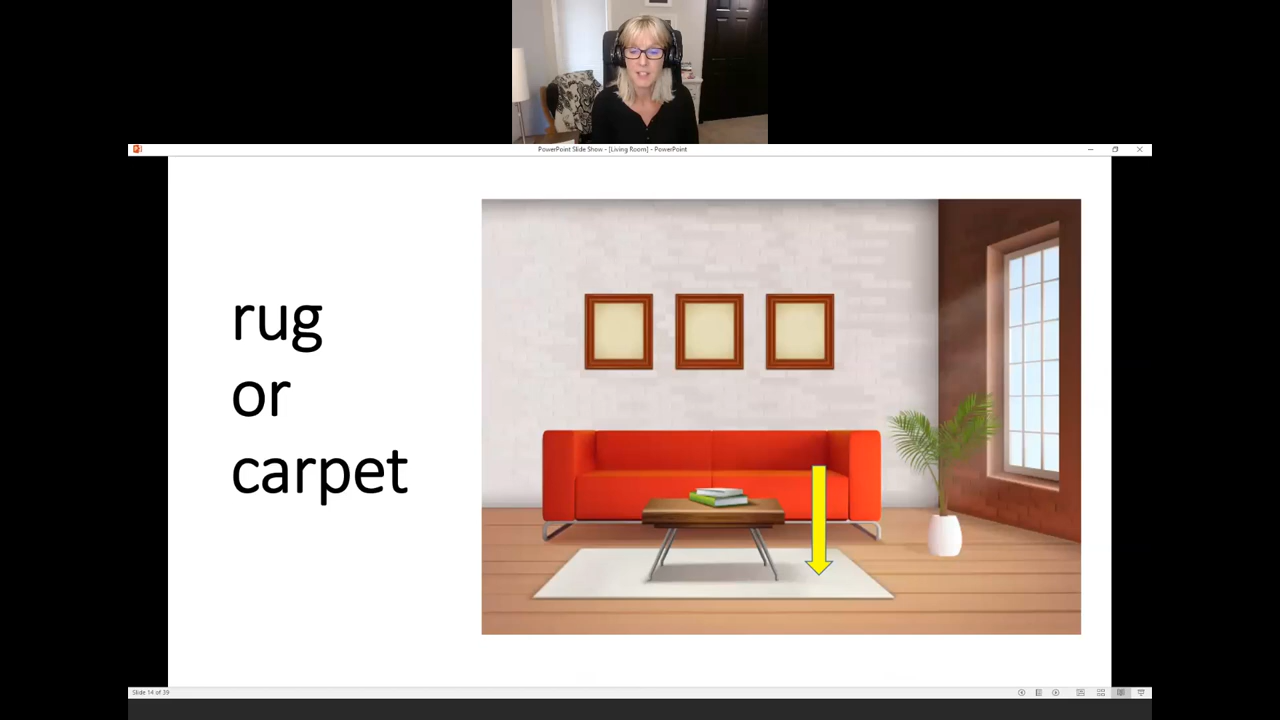 PowerPoint Slide Show - [Living Room] - PowerPoint
rug
or
carpet
Slide 14 of 39